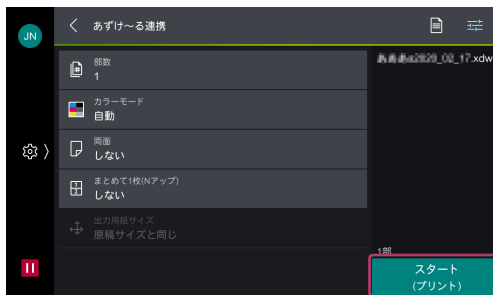 JN
あずけ～る連携
部数
1
カラーモード
自動
両面
しない
まとめて1枚(Nアップ)
しない
出力用紙サイズ
原稿サイズと同じ
.xdw
1部
スタート
(プリント)